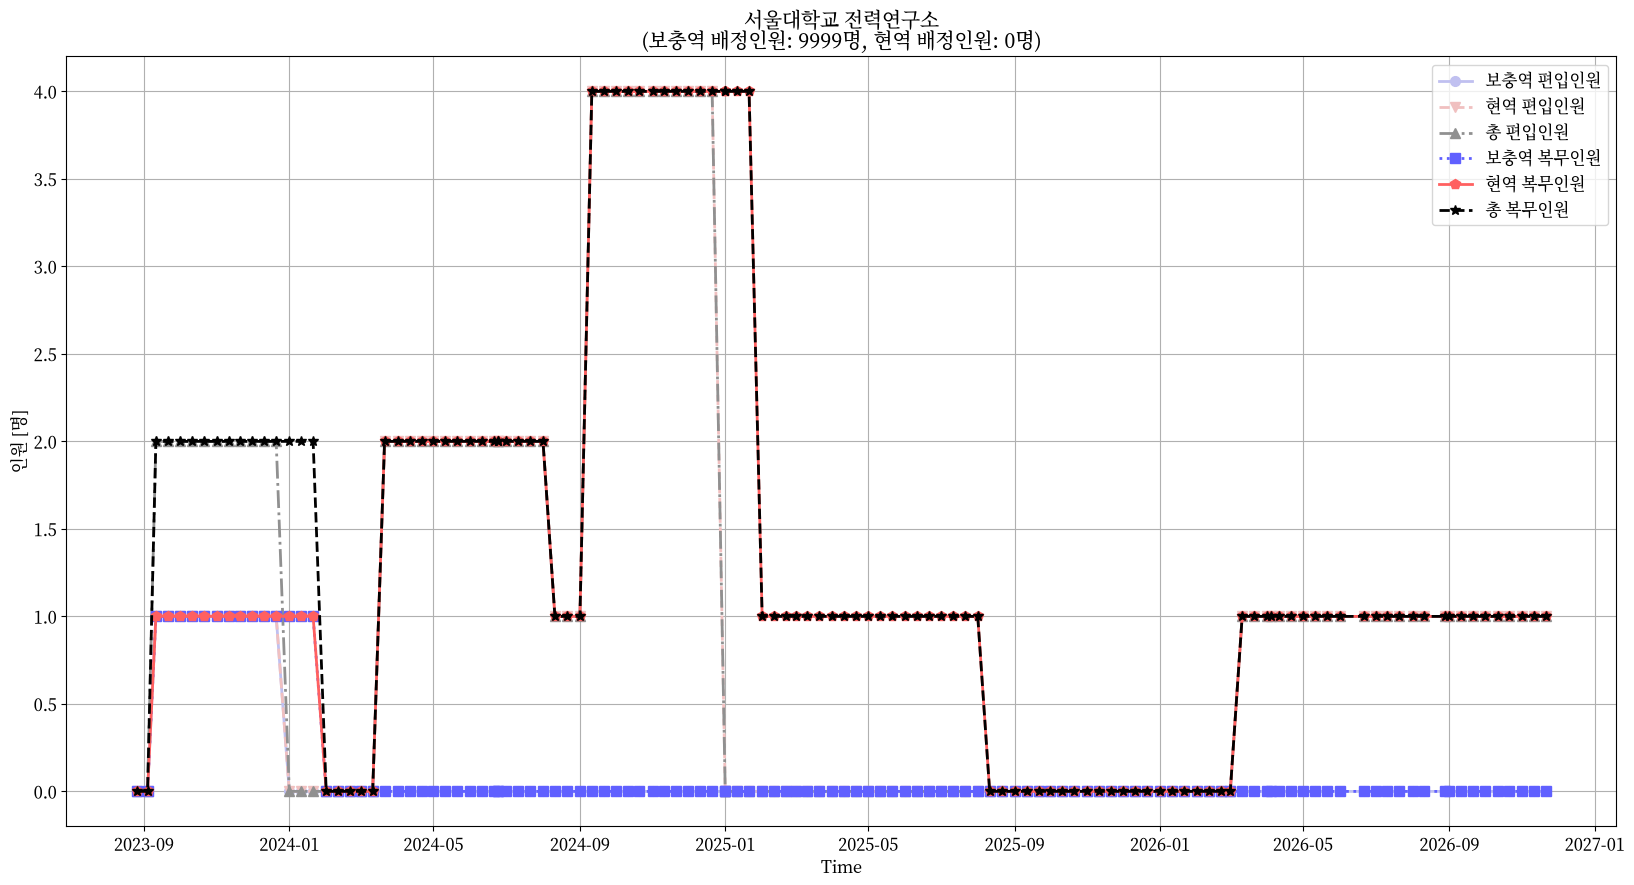 서울대학교 전력연구소
(보충역 배정인원: 9999명, 현역 배정인원: 0명)
보충역 편입인원
현역 편입인원
총 편입인원
보충역 복무인원
현역 복무인원
총 복무인원
인원 [명]
4.0
3.5
3.0
2.5
2.0
1.5
1.0
0.5
0.0
2023-09
2024-01
2024-05
2024-09
2025-01
2025-05
2025-09
2026-01
2026-05
2026-09
2027-01
Time